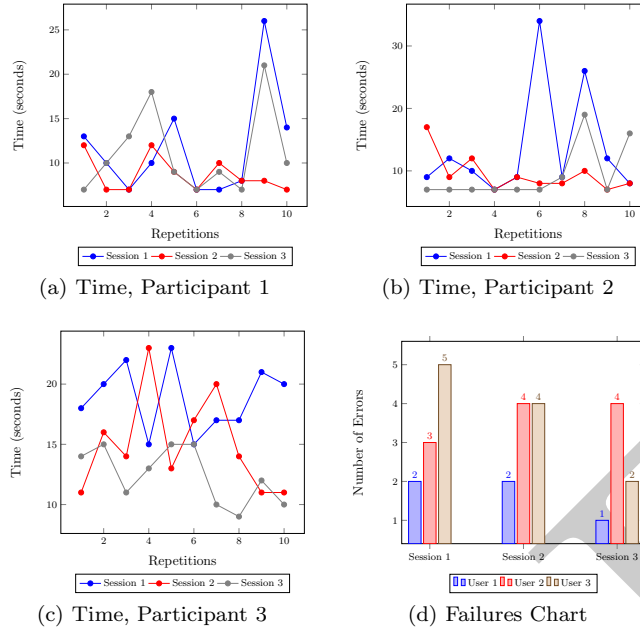 25
20
15
10
Time (seconds)
2 4 6 8 10
Repetitions
Session 1 Session 2 Session 3
(a) Time, Participant 1
30
20
10
Time (seconds)
2 4 6 8 10
Repetitions
Session 1 Session 2 Session 3
(b) Time, Participant 2
20
15
10
Time (seconds)
2 4 6 8 10
Repetitions
Session 1 Session 2 Session 3
(c) Time, Participant 3
5
4
3
2
1
Number of Errors
2 3 5
2 4 4
1 4 2
Session 1 Session 2 Session 3
User 1 User 2 User 3
(d) Failures Chart